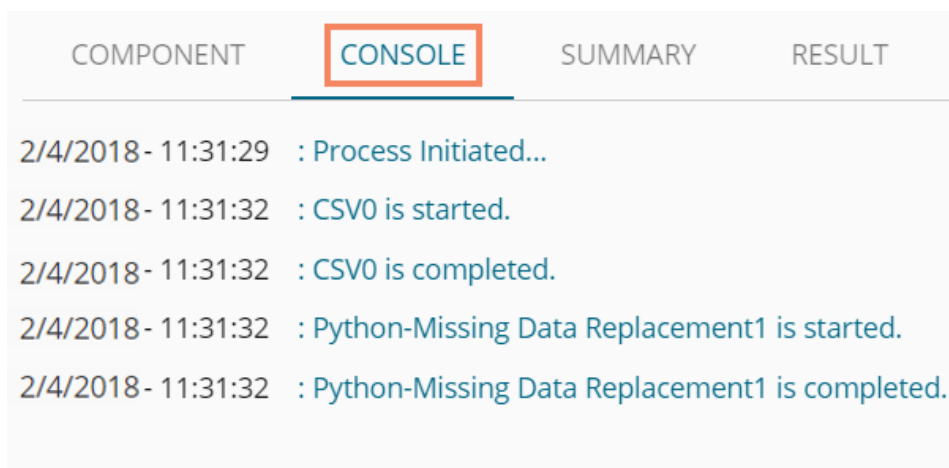 COMPONENT CONSOLE SUMMARY RESULT
2/4/2018 - 11:31:29 : Process Initiated...
2/4/2018 - 11:31:32 : CSV0 is started.
2/4/2018 - 11:31:32 : CSV0 is completed.
2/4/2018 - 11:31:32 : Python-Missing Data Replacement1 is started.
2/4/2018 - 11:31:32 : Python-Missing Data Replacement1 is completed.